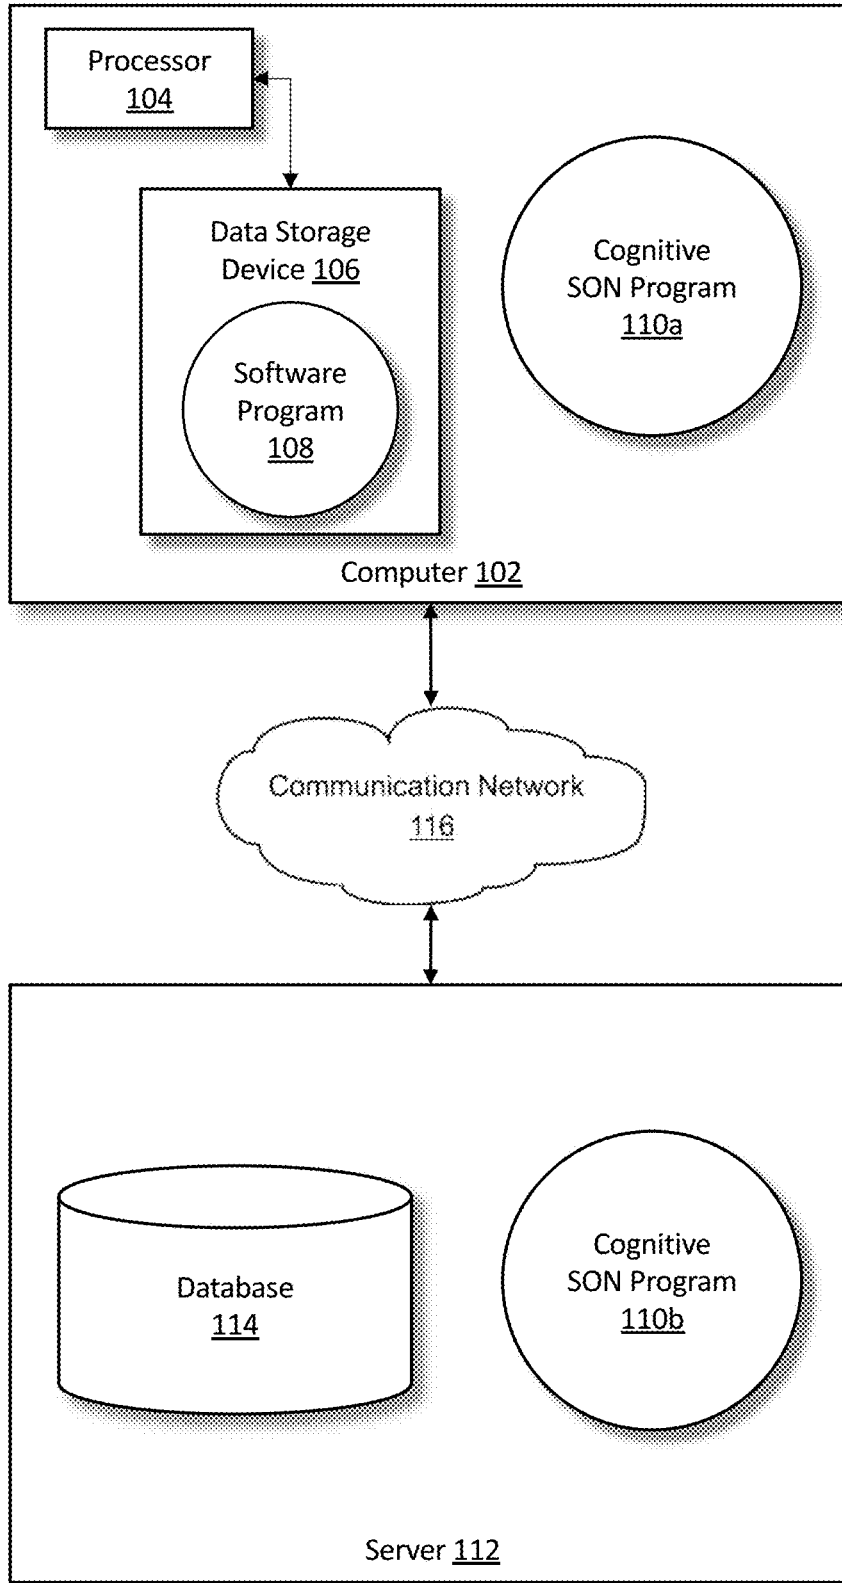 Processor
104
Data Storage
Device 106
Software
Program
108
Cognitive
SON Program
110a
Computer 102
Communication Network
116
Database
114
Cognitive
SON Program
110b
Server 112